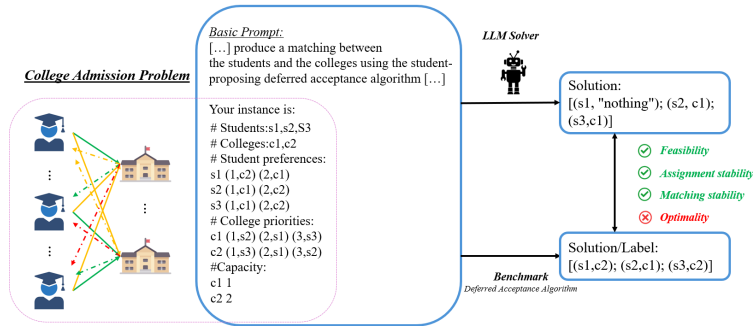 Basic Prompt:
[…] produce a matching between
the students and the colleges using the student-
proposing deferred acceptance algorithm […]
College Admission Problem
Your instance is:
# Students:s1,s2,S3
# Colleges:c1,c2
# Student preferences:
s1 (1,c2) (2,c1)
s2 (1,c1) (2,c2)
s3 (1,c1) (2,c2)
# College priorities:
c1 (1,s2) (2,s1) (3,s3)
c2 (1,s3) (2,s1) (3,s2)
#Capacity:
c1 1
c2 2
...
...
...
...
LLM Solver
Solution:
[(s1, "nothing"); (s2, c1);
(s3,c1)]
Feasibility
Assignment stability
Matching stability
Optimality
Solution/Label:
[(s1,c2); (s2,c1); (s3,c2)]
Benchmark
Deferred Acceptance Algorithm